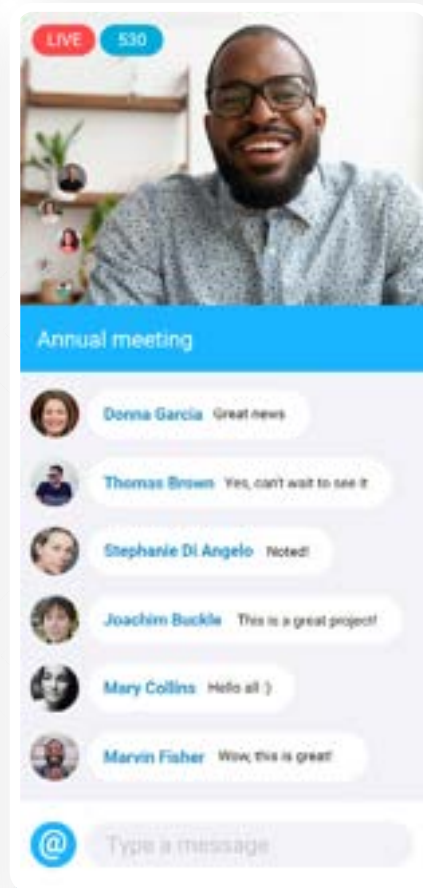 LIVE 530
Annual meeting
Donna Garcia Great news
Thomas Brown Yes, can't wait to see it
Stephanie Di Angelo Noted!
Joachim Buckle This is a great project!
Mary Collins Hello all :)
Marvin Fisher Wow, this is great!
@ Type a message